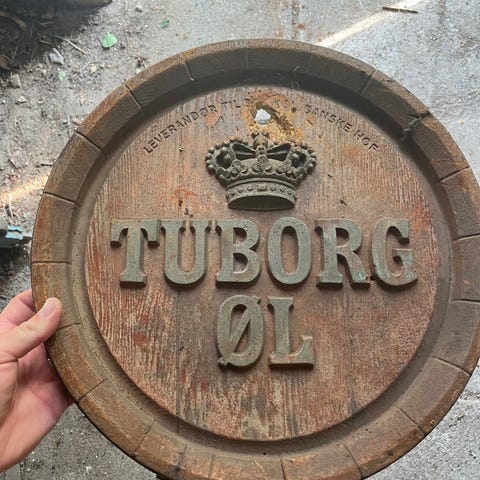 LEVERANDØR TIL DANSKE HOF
TUBORG
ØL